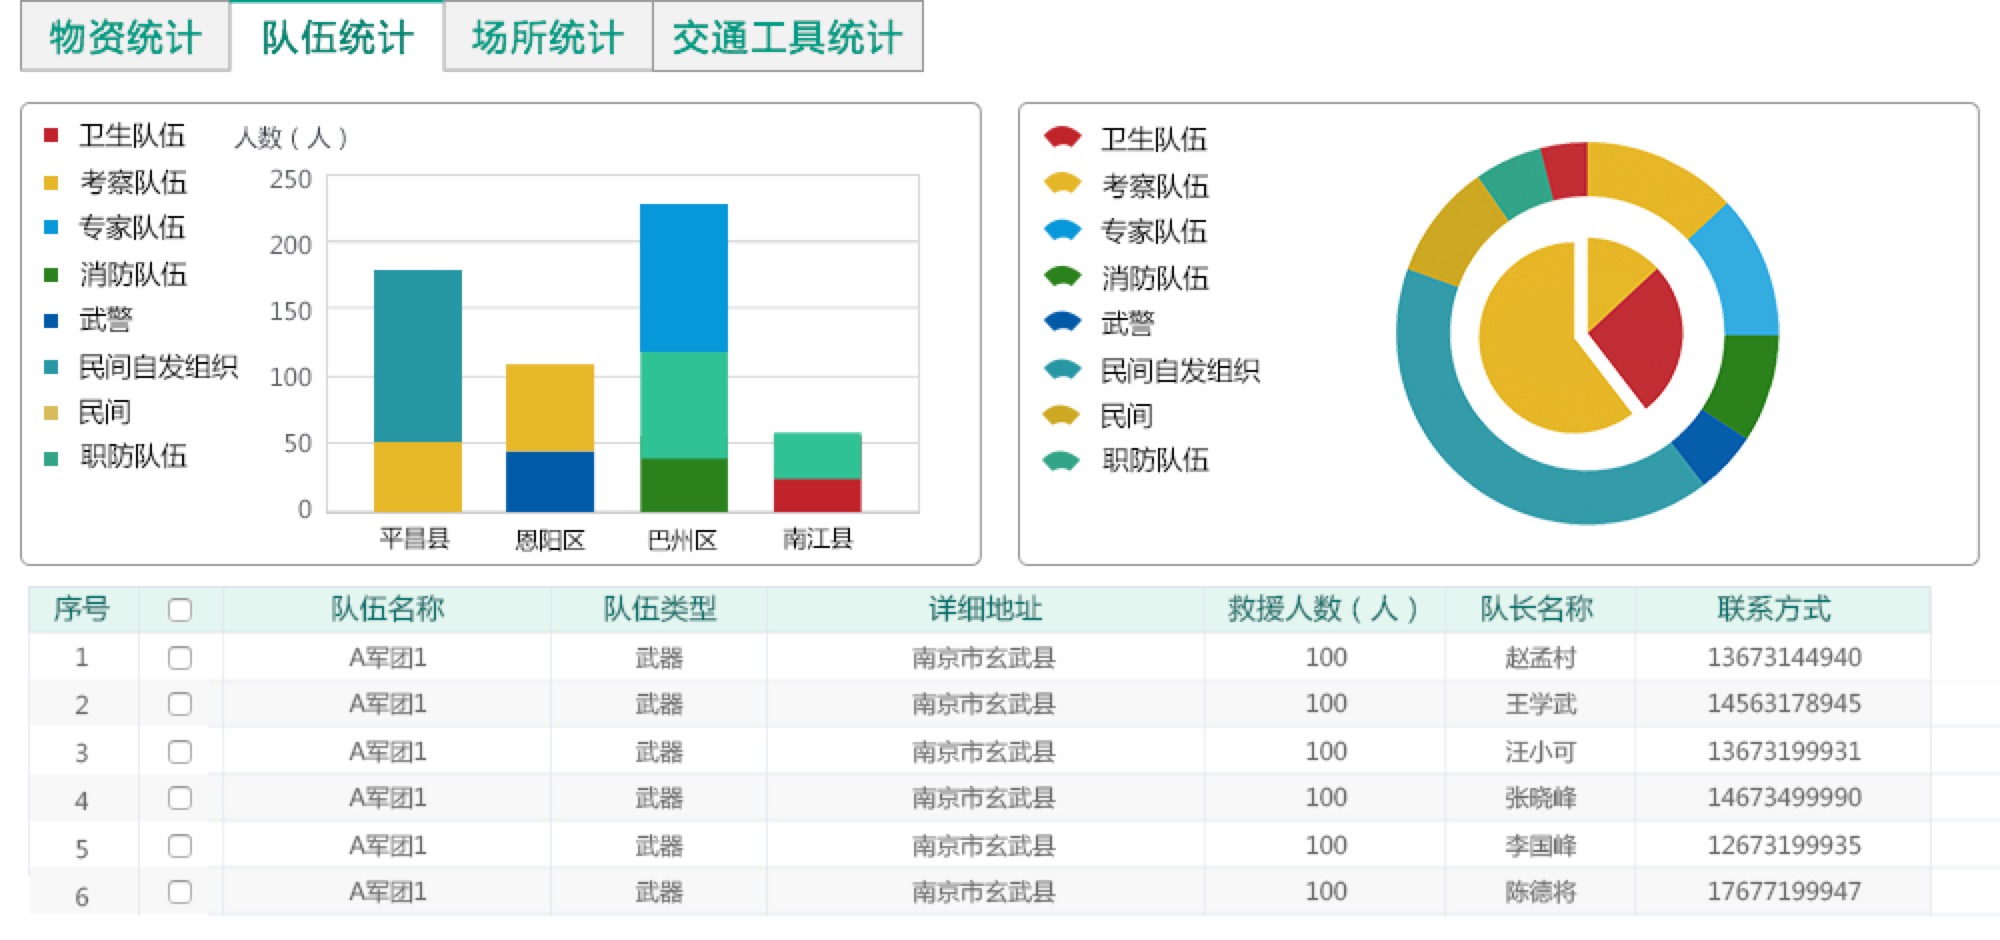 物资统计 队伍统计 场所统计 交通工具统计
卫生队伍
考察队伍
专家队伍
消防队伍
武警
民间自发组织
民间
职防队伍
人数（人）
250
200
150
100
50
0
平昌县 恩阳区 巴州区 南江县
卫生队伍
考察队伍
专家队伍
消防队伍
武警
民间自发组织
民间
职防队伍
序号 队伍名称 队伍类型 详细地址 救援人数（人） 队长名称 联系方式
1 A军团1 武器 南京市玄武县 100 赵孟村 13673144940
2 A军团1 武器 南京市玄武县 100 王学武 14563178945
3 A军团1 武器 南京市玄武县 100 汪小可 13673199931
4 A军团1 武器 南京市玄武县 100 张晓峰 14673499990
5 A军团1 武器 南京市玄武县 100 李国峰 12673199935
6 A军团1 武器 南京市玄武县 100 陈德将 17677199947